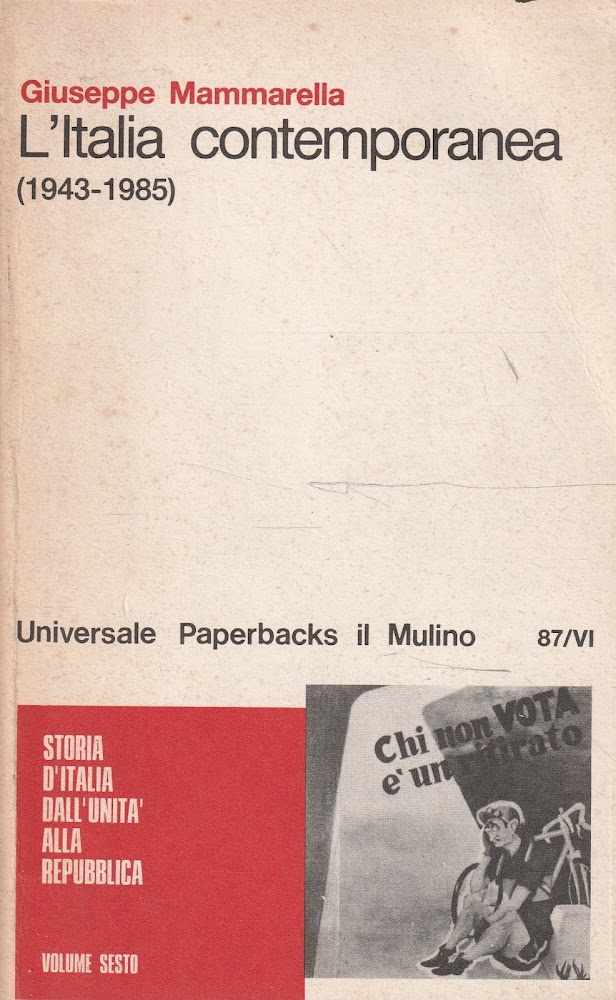 Giuseppe Mammarella
L'Italia contemporanea
(1943-1985)
Universale Paperbacks il Mulino 87/VI
STORIA
D'ITALIA
DALL'UNITA'
ALLA
REPUBBLICA
VOLUME SESTO
Chi non VOTA
e' un ritirato